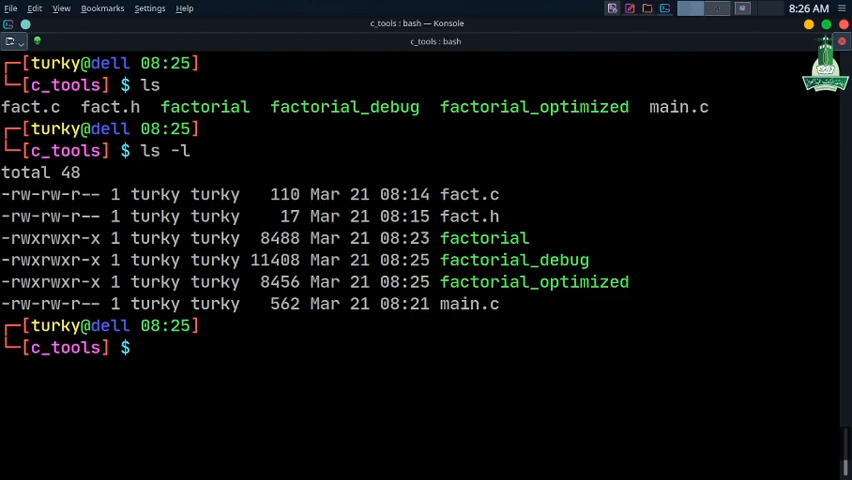 File Edit View Bookmarks Settings Help
8:26 AM
c_tools : bash — Konsole
c_tools : bash
┌─[turky@dell 08:25]
└─[c_tools] $ ls
fact.c fact.h factorial factorial_debug factorial_optimized main.c
┌─[turky@dell 08:25]
└─[c_tools] $ ls -l
total 48
-rw-rw-r-- 1 turky turky 110 Mar 21 08:14 fact.c
-rw-rw-r-- 1 turky turky 17 Mar 21 08:15 fact.h
-rwxrwxr-x 1 turky turky 8488 Mar 21 08:23 factorial
-rwxrwxr-x 1 turky turky 11408 Mar 21 08:25 factorial_debug
-rwxrwxr-x 1 turky turky 8456 Mar 21 08:25 factorial_optimized
-rw-rw-r-- 1 turky turky 562 Mar 21 08:21 main.c
┌─[turky@dell 08:25]
└─[c_tools] $